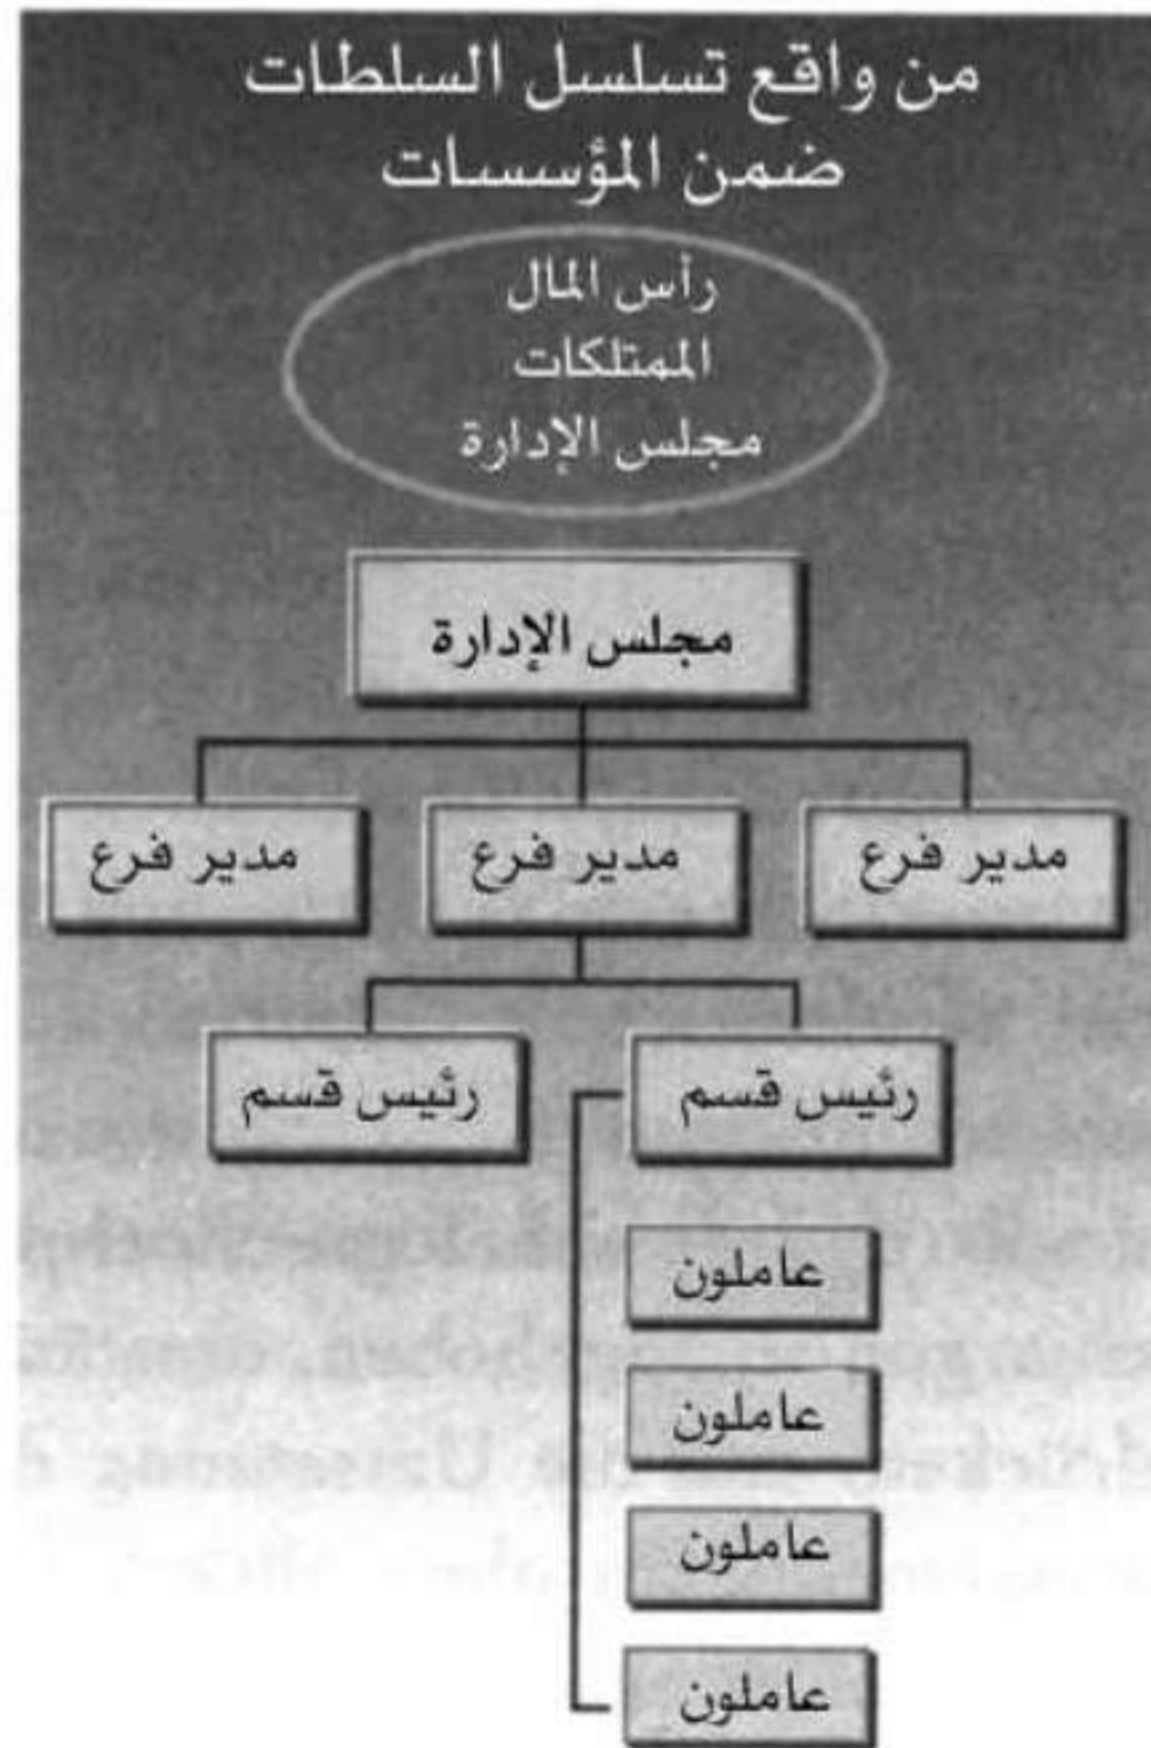 من واقع تسلسل السلطات
ضمن المؤسسات
رأس المال
الممتلكات
مجلس الإدارة
مجلس الإدارة
مدير فرع
مدير فرع
مدير فرع
رئيس قسم
رئيس قسم
عاملون
عاملون
عاملون
عاملون